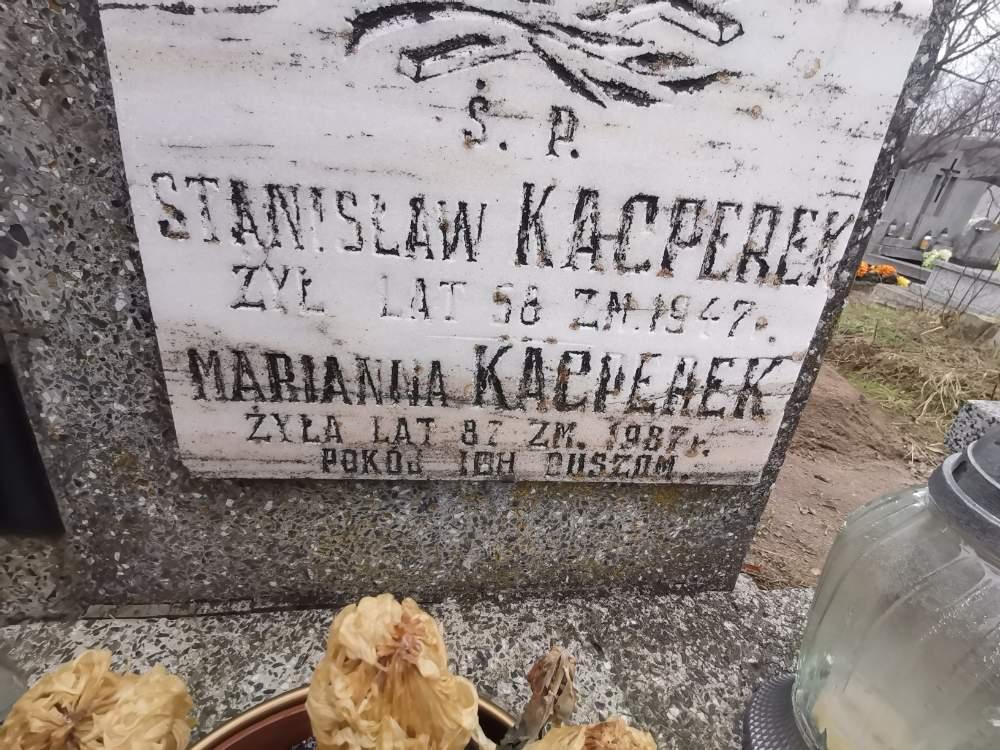 Ś. P.
STANISŁAW KACPEREK
ŻYŁ LAT 58 ZM. 1947 r.
MARIANNA KACPEREK
ŻYŁA LAT 87 ZM. 1987 r.
POKÓJ ICH DUSZOM.